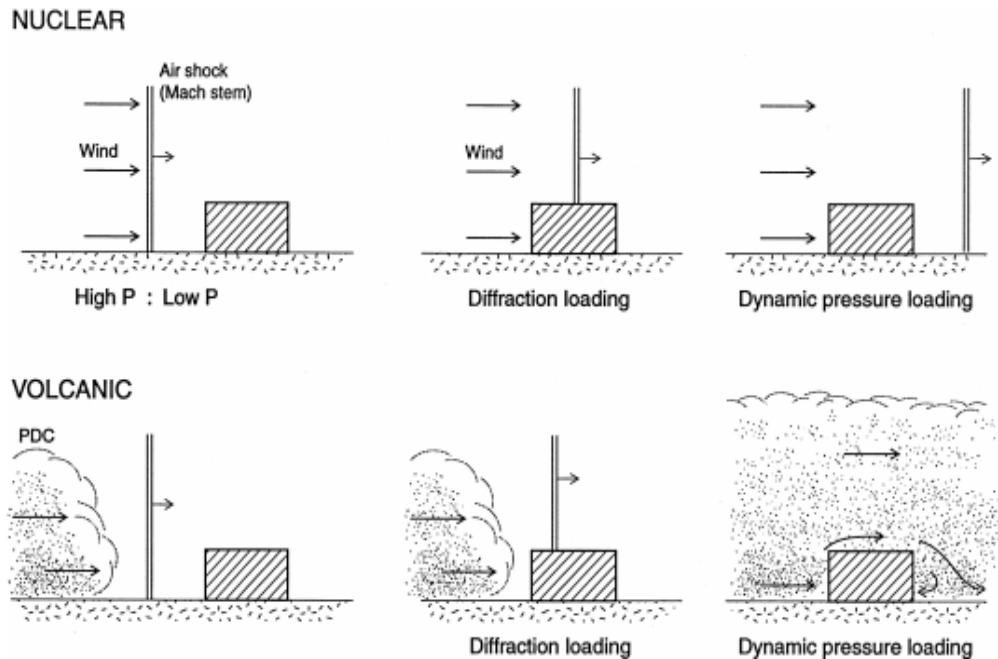 NUCLEAR
Air shock
(Mach stem)
Wind
Wind
High P : Low P
Diffraction loading
Dynamic pressure loading
VOLCANIC
PDC
Diffraction loading
Dynamic pressure loading